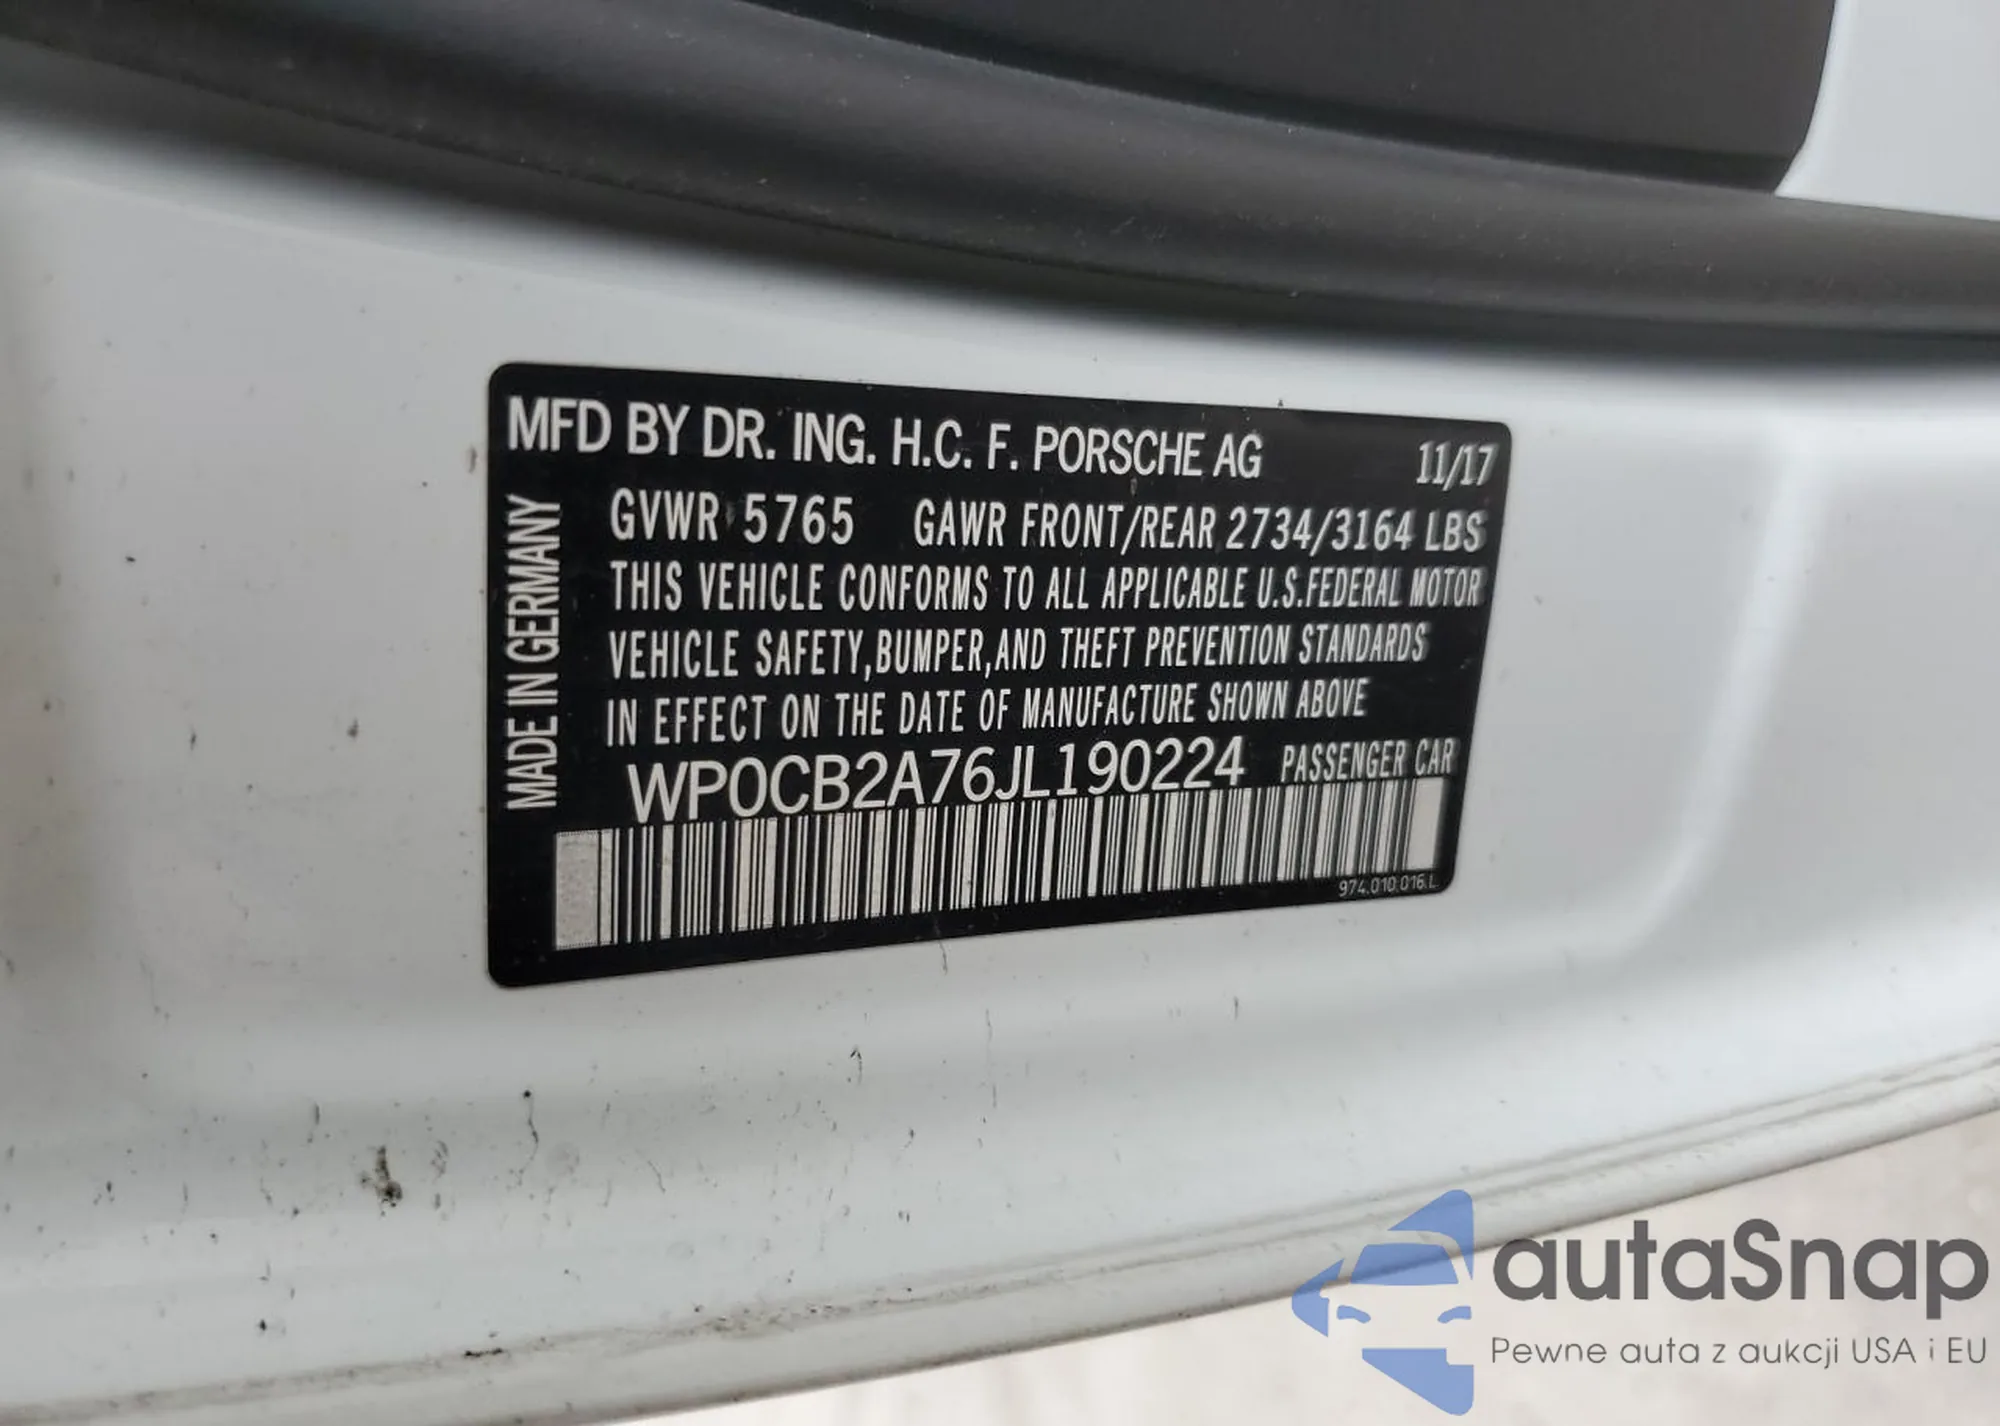 MFD BY DR. ING. H.C. F. PORSCHE AG 11/17
GVWR 5765 GAWR FRONT/REAR 2734/3164 LBS
THIS VEHICLE CONFORMS TO ALL APPLICABLE U.S.FEDERAL MOTOR
VEHICLE SAFETY,BUMPER,AND THEFT PREVENTION STANDARDS
IN EFFECT ON THE DATE OF MANUFACTURE SHOWN ABOVE
WP0CB2A76JL190224 PASSENGER CAR
974.010.016.L
MADE IN GERMANY
autaSnap
Pewne auta z aukcji USA i EU